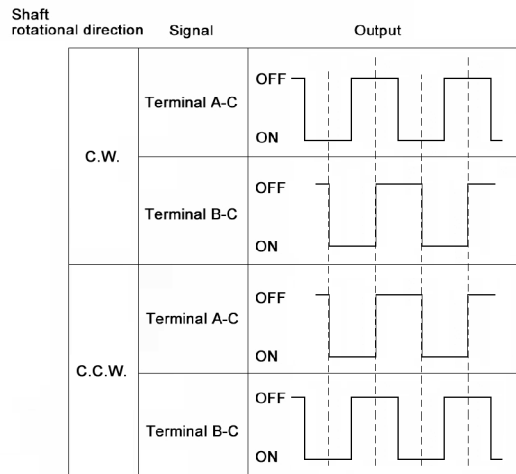 Shaft
rotational direction Signal Output
OFF
Terminal A-C
ON
C.W.
OFF
Terminal B-C
ON
OFF
Terminal A-C
ON
C.C.W.
OFF
Terminal B-C
ON